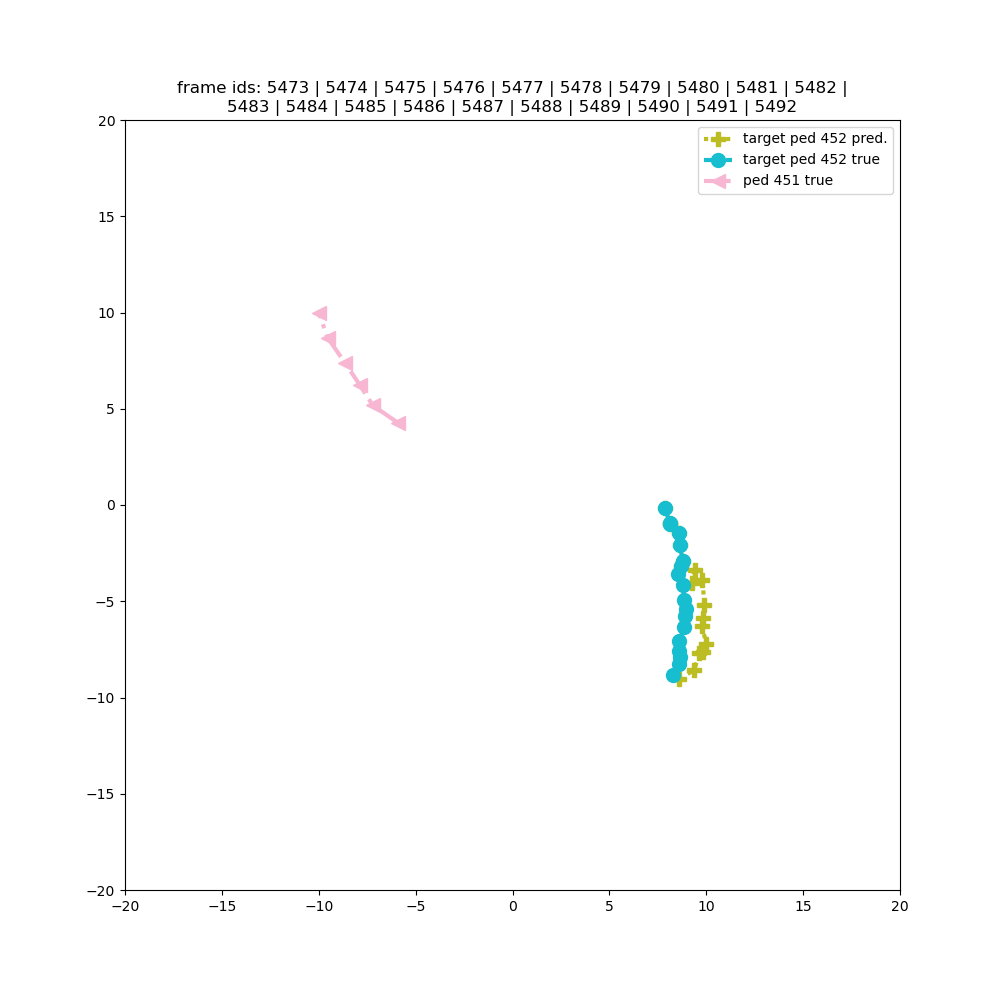 frame ids: 5473 | 5474 | 5475 | 5476 | 5477 | 5478 | 5479 | 5480 | 5481 | 5482 |
5483 | 5484 | 5485 | 5486 | 5487 | 5488 | 5489 | 5490 | 5491 | 5492
target ped 452 pred.
target ped 452 true
ped 451 true
20
15
10
5
0
−5
−10
−15
−20
−20 −15 −10 −5 0 5 10 15 20